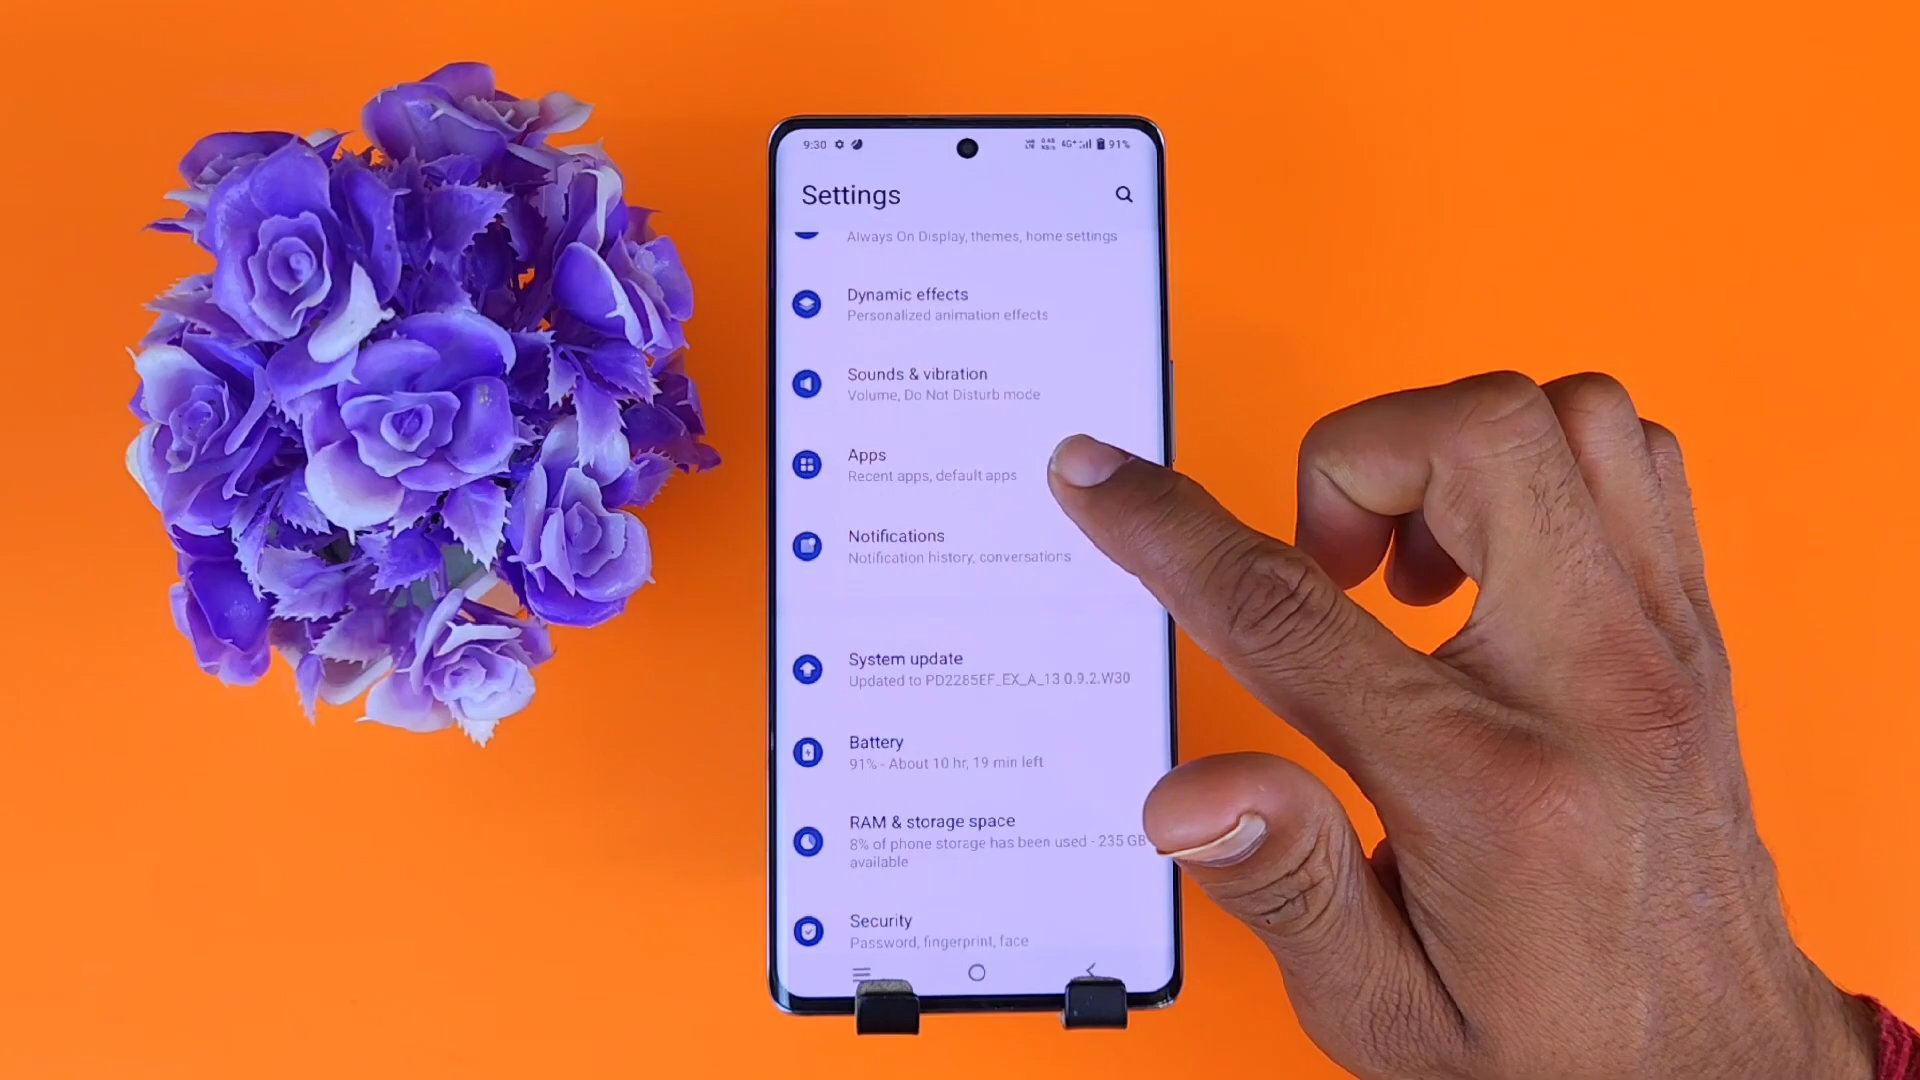 9:30
4G+ 91%
Settings
Always On Display, themes, home settings
Dynamic effects
Personalized animation effects
Sounds & vibration
Volume, Do Not Disturb mode
Apps
Recent apps, default apps
Notifications
Notification history, conversations
System update
Updated to PD2285EF_EX_A_13.0.9.2.W30
Battery
91% - About 10 hr, 19 min left
RAM & storage space
8% of phone storage has been used - 235 GB
available
Security
Password, fingerprint, face